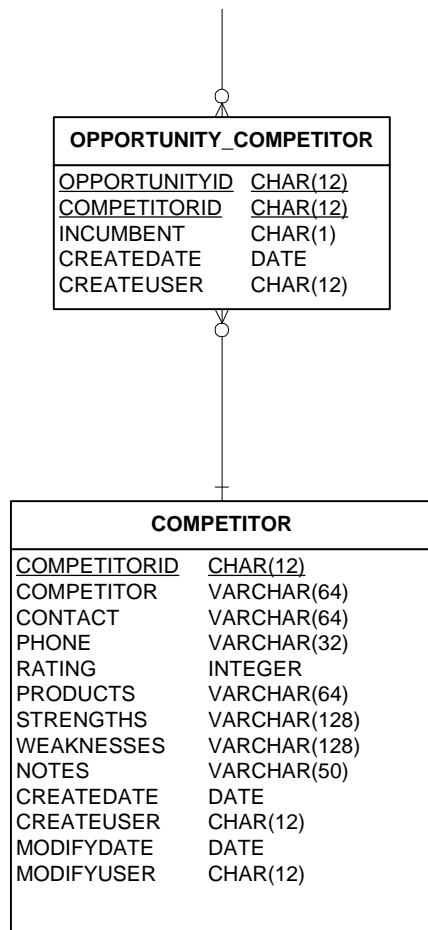 OPPORTUNITY_COMPETITOR
OPPORTUNITYID CHAR(12)
COMPETITORID CHAR(12)
INCUMBENT CHAR(1)
CREATEDATE DATE
CREATEUSER CHAR(12)
COMPETITOR
COMPETITORID CHAR(12)
COMPETITOR VARCHAR(64)
CONTACT VARCHAR(64)
PHONE VARCHAR(32)
RATING INTEGER
PRODUCTS VARCHAR(64)
STRENGTHS VARCHAR(128)
WEAKNESSES VARCHAR(128)
NOTES VARCHAR(50)
CREATEDATE DATE
CREATEUSER CHAR(12)
MODIFYDATE DATE
MODIFYUSER CHAR(12)